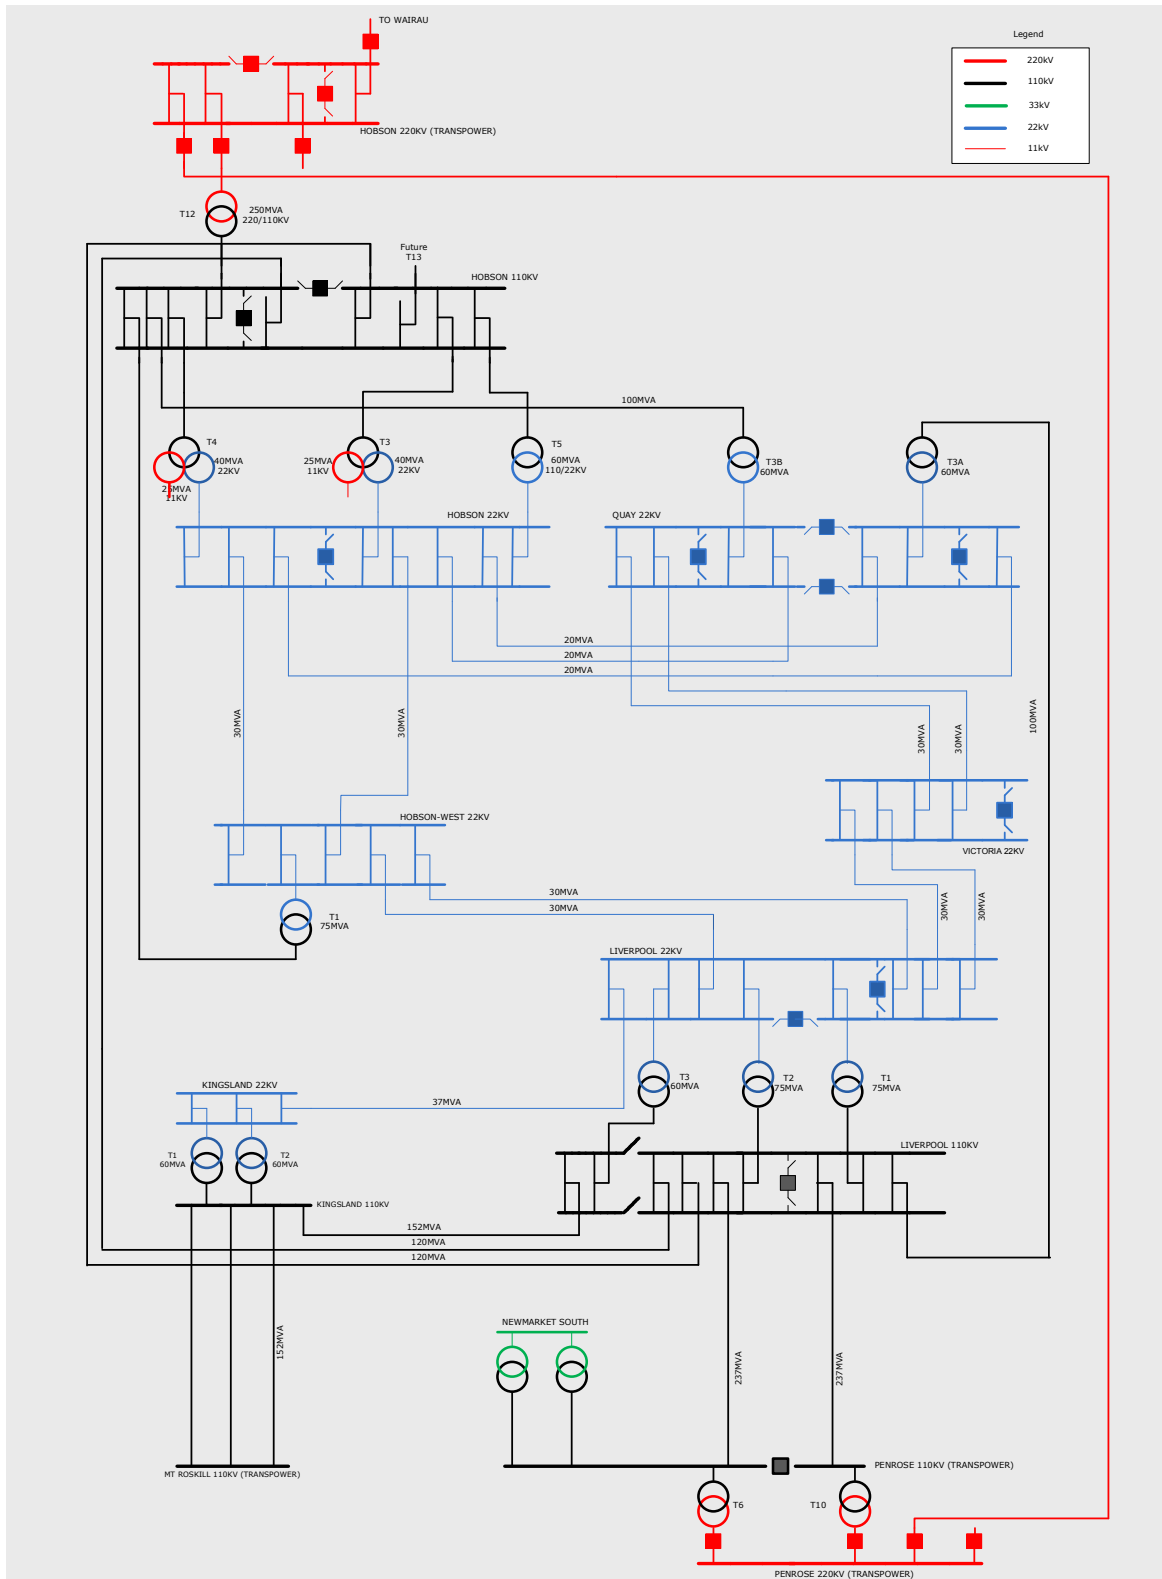 TO WAIRAU
Legend
220kV
110kV
33kV
22kV
11kV
HOBSON 220KV (TRANSPOWER)
T12
250MVA
220/110KV
Future
T13
HOBSON 110KV
100MVA
T4
40MVA
22KV
25MVA
11KV
T3
25MVA
11KV
40MVA
22KV
T5
60MVA
110/22KV
T3B
60MVA
T3A
60MVA
HOBSON 22KV
QUAY 22KV
20MVA
20MVA
20MVA
30MVA
30MVA
30MVA
30MVA
100MVA
HOBSON-WEST 22KV
VICTORIA 22KV
T1
75MVA
30MVA
30MVA
30MVA
30MVA
LIVERPOOL 22KV
T3
60MVA
T2
75MVA
T1
75MVA
KINGSLAND 22KV
37MVA
T1
60MVA
T2
60MVA
LIVERPOOL 110KV
KINGSLAND 110KV
152MVA
120MVA
120MVA
152MVA
NEWMARKET SOUTH
237MVA
237MVA
MT ROSKILL 110KV (TRANSPOWER)
PENROSE 110KV (TRANSPOWER)
T6
T10
PENROSE 220KV (TRANSPOWER)